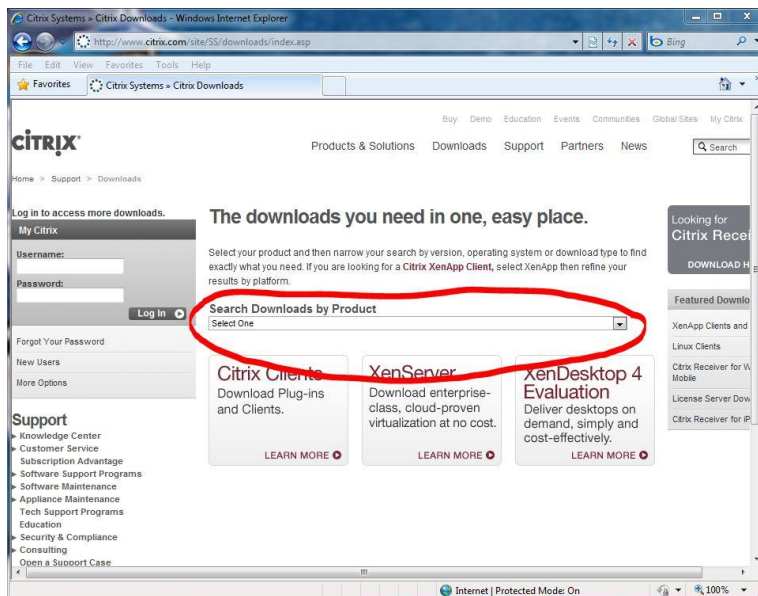 Citrix Systems » Citrix Downloads - Windows Internet Explorer
http://www.citrix.com/site/SS/downloads/index.asp
Bing
File Edit View Favorites Tools Help
Favorites
Citrix Systems » Citrix Downloads
Buy Demo Education Events Communities Global Sites My Citrix
CITRIX
Products & Solutions Downloads Support Partners News
Search
Home > Support > Downloads
Log in to access more downloads.
My Citrix
Username:
Password:
Log In
Forgot Your Password
New Users
More Options
Support
Knowledge Center
Customer Service
Subscription Advantage
Software Support Programs
Software Maintenance
Appliance Maintenance
Tech Support Programs
Education
Security & Compliance
Consulting
Open a Support Case
The downloads you need in one, easy place.
Select your product and then narrow your search by version, operating system or download type to find
exactly what you need. If you are looking for a Citrix XenApp Client, select XenApp then refine your
results by platform.
Search Downloads by Product
Select One
Citrix Clients
Download Plug-ins
and Clients.
LEARN MORE
XenServer
Download enterprise-
class, cloud-proven
virtualization at no cost.
LEARN MORE
XenDesktop 4
Evaluation
Deliver desktops on
demand, simply and
cost-effectively.
LEARN MORE
Looking for
Citrix Recei
DOWNLOAD H
Featured Downlo
XenApp Clients and
Linux Clients
Citrix Receiver for W
Mobile
License Server Dow
Citrix Receiver for iP
Internet | Protected Mode: On
100%